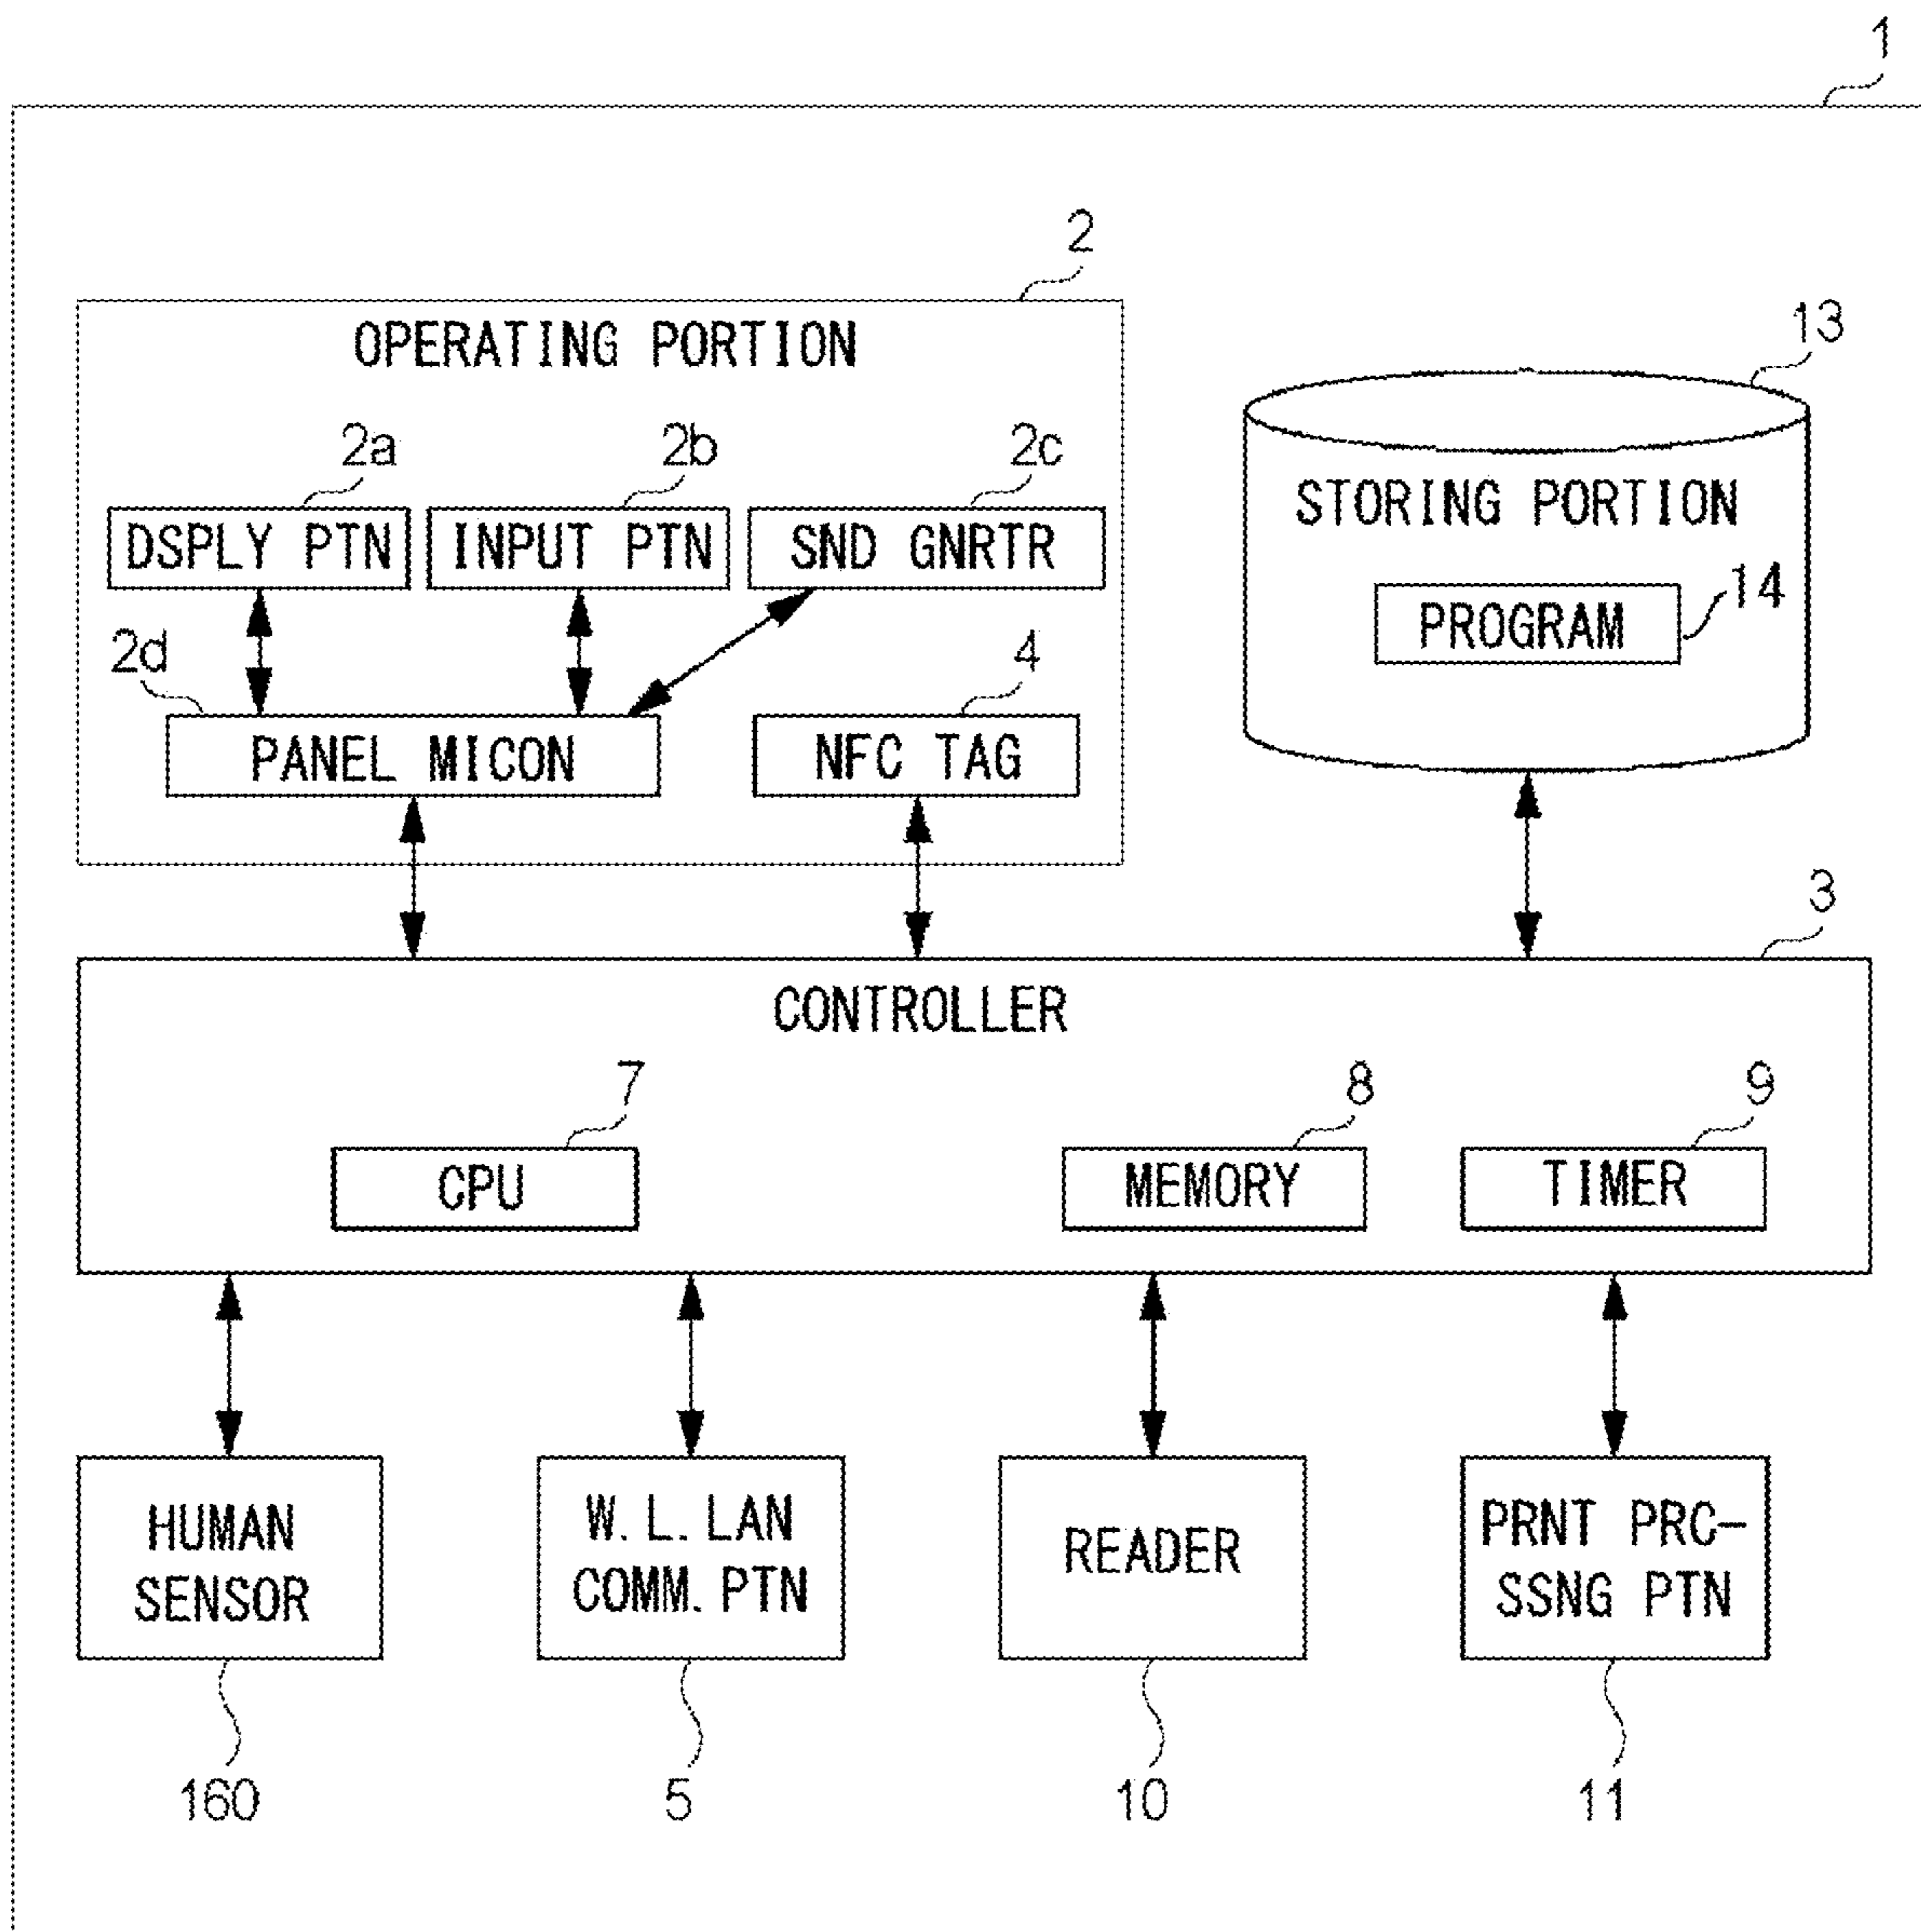 1
2
OPERATING PORTION
13
2a
2b
2c
STORING PORTION
DSPLY PTN
INPUT PTN
SND GNRTR
14
PROGRAM
2d
4
PANEL MICON
NFC TAG
3
CONTROLLER
7
8
9
CPU
MEMORY
TIMER
HUMAN
SENSOR
W.L.LAN
COMM.PTN
READER
PRNT PRC-
SSNG PTN
160
5
10
11